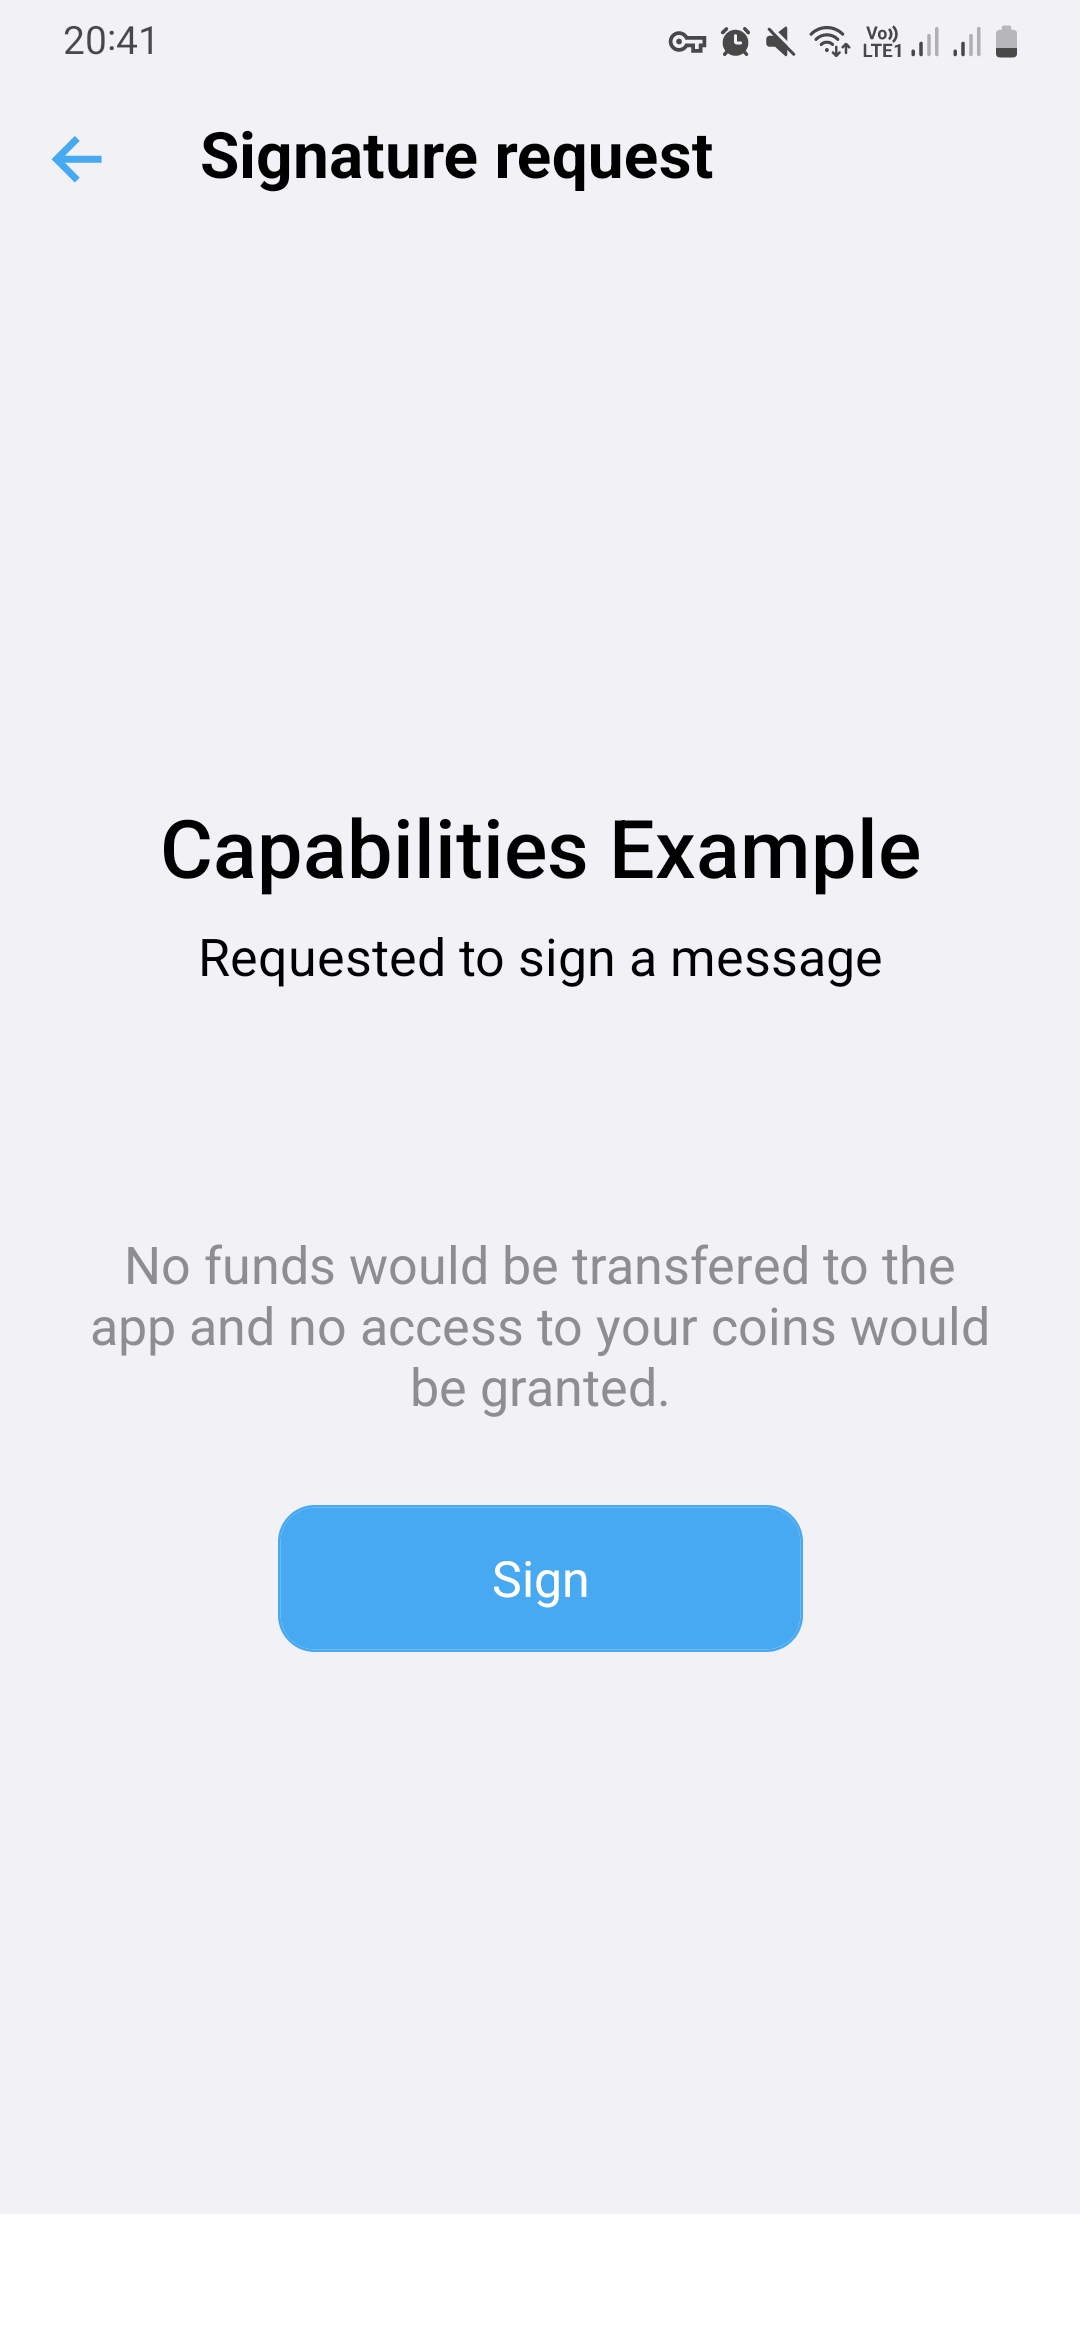 20:41
Vo)) LTE1
Signature request
Capabilities Example
Requested to sign a message
No funds would be transfered to the
app and no access to your coins would
be granted.
Sign